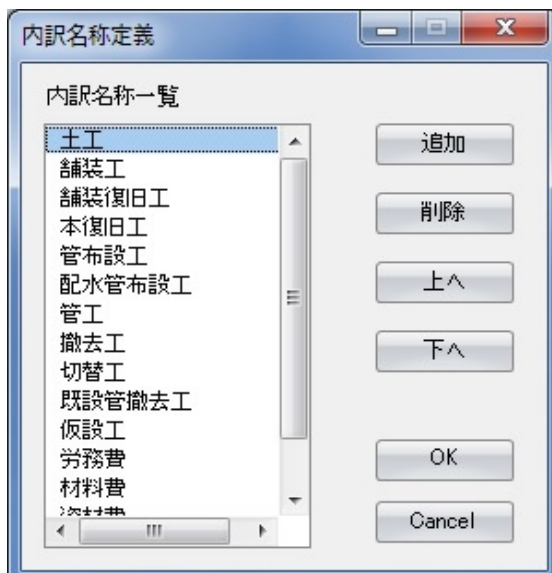 内訳名称定義
内訳名称一覧
土工
舗装工
舗装復旧工
本復旧工
管布設工
配水管布設工
管工
撤去工
切替工
既設管撤去工
仮設工
労務費
材料費
追加
削除
上へ
下へ
OK
Cancel